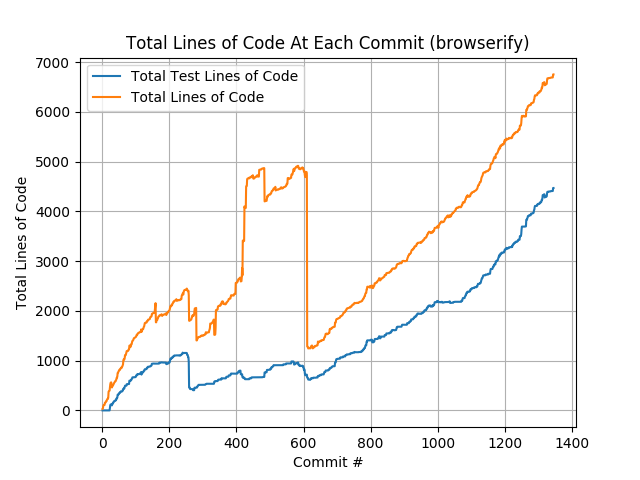 Total Lines of Code At Each Commit (browserify)
Total Test Lines of Code
Total Lines of Code
7000
6000
5000
4000
3000
2000
1000
0
Total Lines of Code
0 200 400 600 800 1000 1200 1400
Commit #